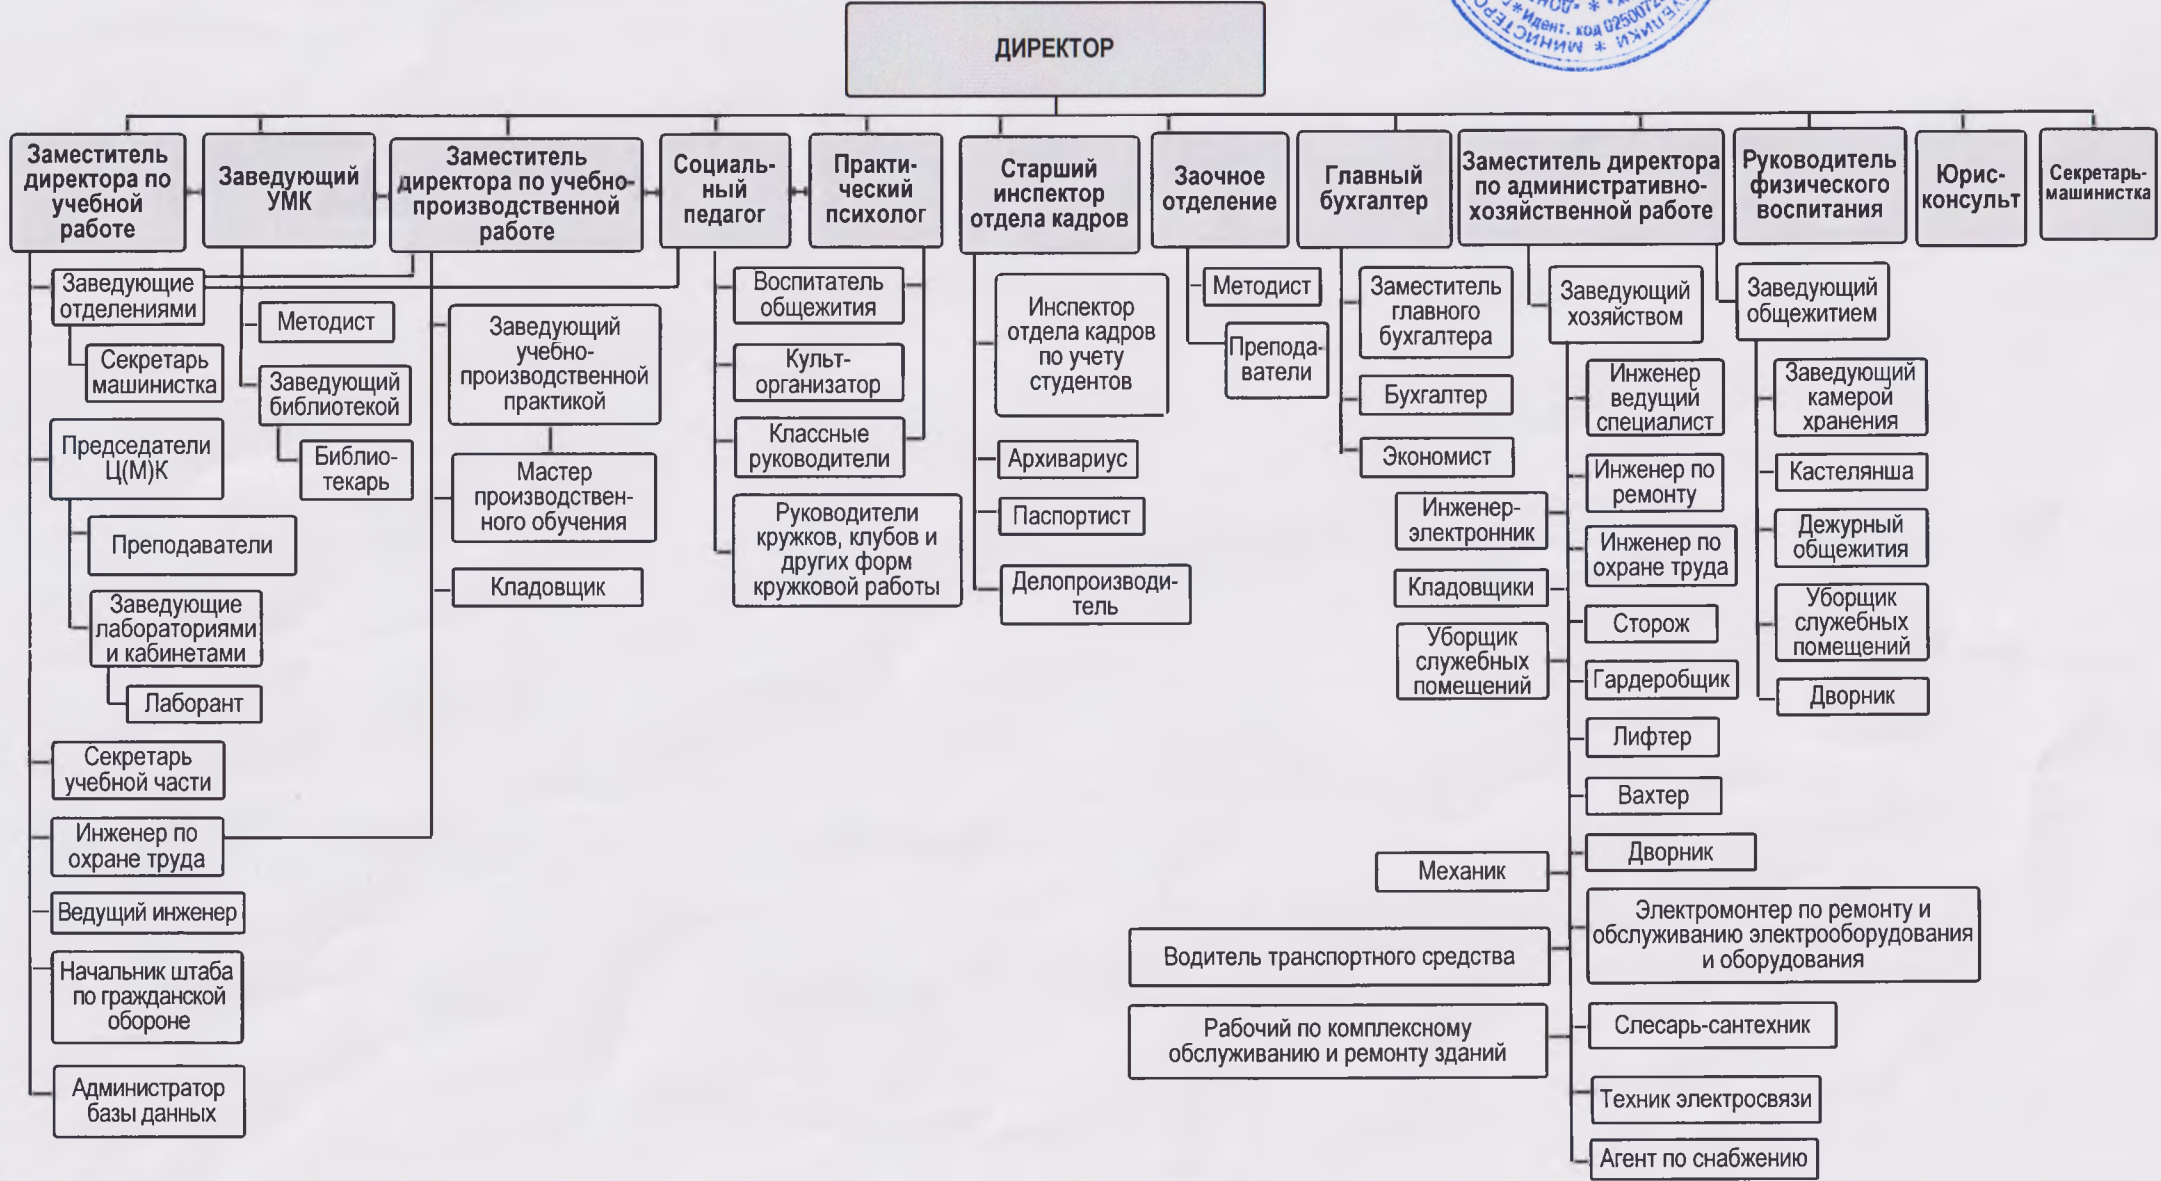 ДИРЕКТОР
Идент. код
МИНИСТЕР
Заместитель
директора по
учебной
работе
Заведующий
УМК
Заместитель
директора по учебно-
производственной
работе
Социаль-
ный
педагог
Практи-
ческий
психолог
Старший
инспектор
отдела кадров
Заочное
отделение
Главный
бухгалтер
Заместитель директора
по административно-
хозяйственной работе
Руководитель
физического
воспитания
Юрис-
консульт
Секретарь-
машинистка
Заведующие
отделениями
Секретарь
машинистка
Председатели
Ц(М)К
Преподаватели
Заведующие
лабораториями
и кабинетами
Лаборант
Секретарь
учебной части
Инженер по
охране труда
Ведущий инженер
Начальник штаба
по гражданской
обороне
Администратор
базы данных
Методист
Заведующий
библиотекой
Библио-
текарь
Заведующий
учебно-
производственной
практикой
Мастер
производствен-
ного обучения
Кладовщик
Воспитатель
общежития
Культ-
организатор
Классные
руководители
Руководители
кружков, клубов и
других форм
кружковой работы
Инспектор
отдела кадров
по учету
студентов
Архивариус
Паспортист
Делопроизводи-
тель
Методист
Препода-
ватели
Заместитель
главного
бухгалтера
Бухгалтер
Экономист
Заведующий
хозяйством
Инженер
ведущий
специалист
Инженер по
ремонту
Инженер-
электронник
Инженер по
охране труда
Кладовщики
Сторож
Уборщик
служебных
помещений
Гардеробщик
Лифтер
Вахтер
Дворник
Механик
Электромонтер по ремонту и
обслуживанию электрооборудования
и оборудования
Водитель транспортного средства
Рабочий по комплексному
обслуживанию и ремонту зданий
Слесарь-сантехник
Техник электросвязи
Агент по снабжению
Заведующий
общежитием
Заведующий
камерой
хранения
Кастелянша
Дежурный
общежития
Уборщик
служебных
помещений
Дворник